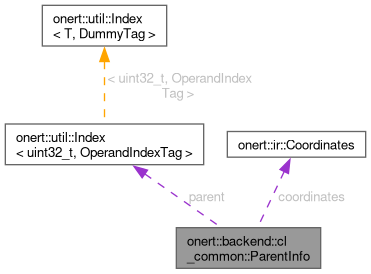 onert::util::Index
< T, DummyTag >
< uint32_t, OperandIndex
Tag >
onert::util::Index
< uint32_t, OperandIndexTag >
onert::ir::Coordinates
parent
coordinates
onert::backend::cl
_common::ParentInfo